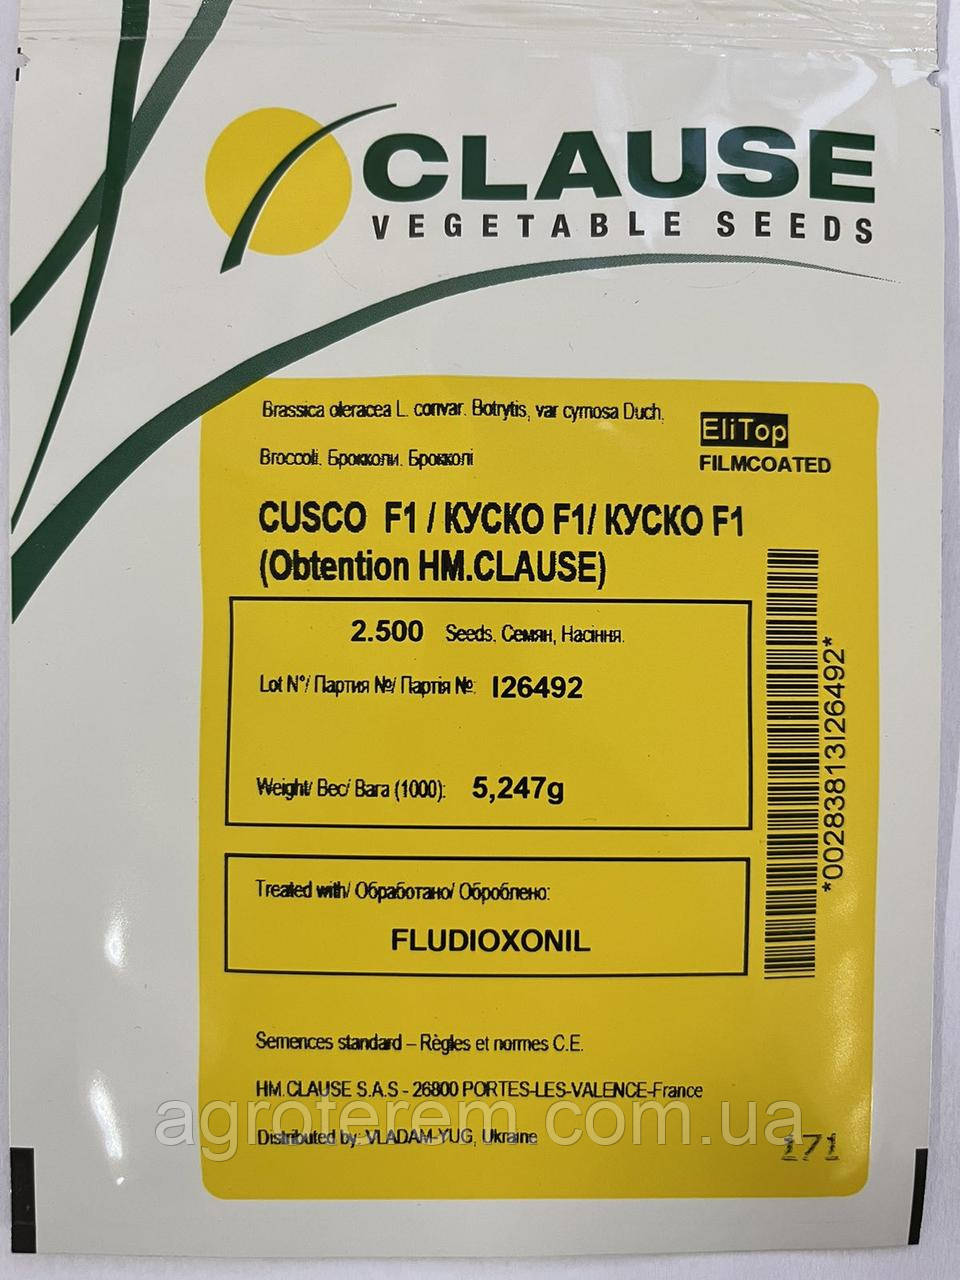 CLAUSE
VEGETABLE SEEDS
Brassica oleracea L. convar. Botrytis, var cymosa Duch.
EliTop
FILMCOATED
Broccoli. Брокколи. Брокколі
CUSCO F1 / КУСКО F1/ КУСКО F1
(Obtention HM.CLAUSE)
2.500 Seeds. Семян, Насіння.
Lot N°/ Партия №/ Партія №: I26492
Weight/ Вес/ Вага (1000): 5,247g
*00283813I26492*
Treated with/ Обработано/ Оброблено:
FLUDIOXONIL
Semences standard – Règles et normes C.E.
HM.CLAUSE S.A.S - 26800 PORTES-LES-VALENCE-France
agroterem.com.ua
Distributed by: VLADAM-YUG, Ukraine
171